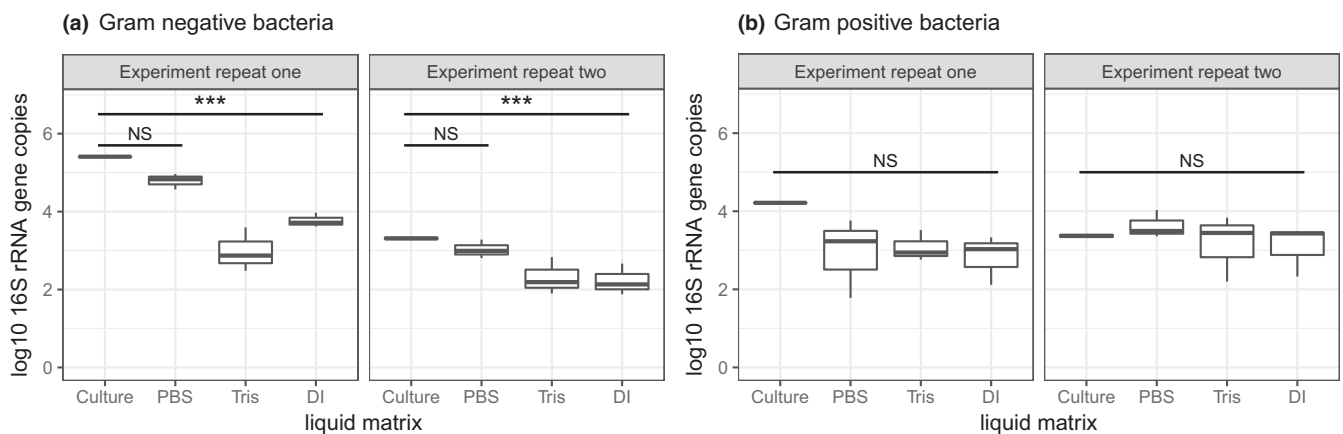 (a) Gram negative bacteria
Experiment repeat one
Experiment repeat two
***
NS
***
NS
6
4
2
0
log10 16S rRNA gene copies
Culture PBS Tris DI
Culture PBS Tris DI
liquid matrix
(b) Gram positive bacteria
Experiment repeat one
Experiment repeat two
NS
NS
6
4
2
0
log10 16S rRNA gene copies
Culture PBS Tris DI
Culture PBS Tris DI
liquid matrix